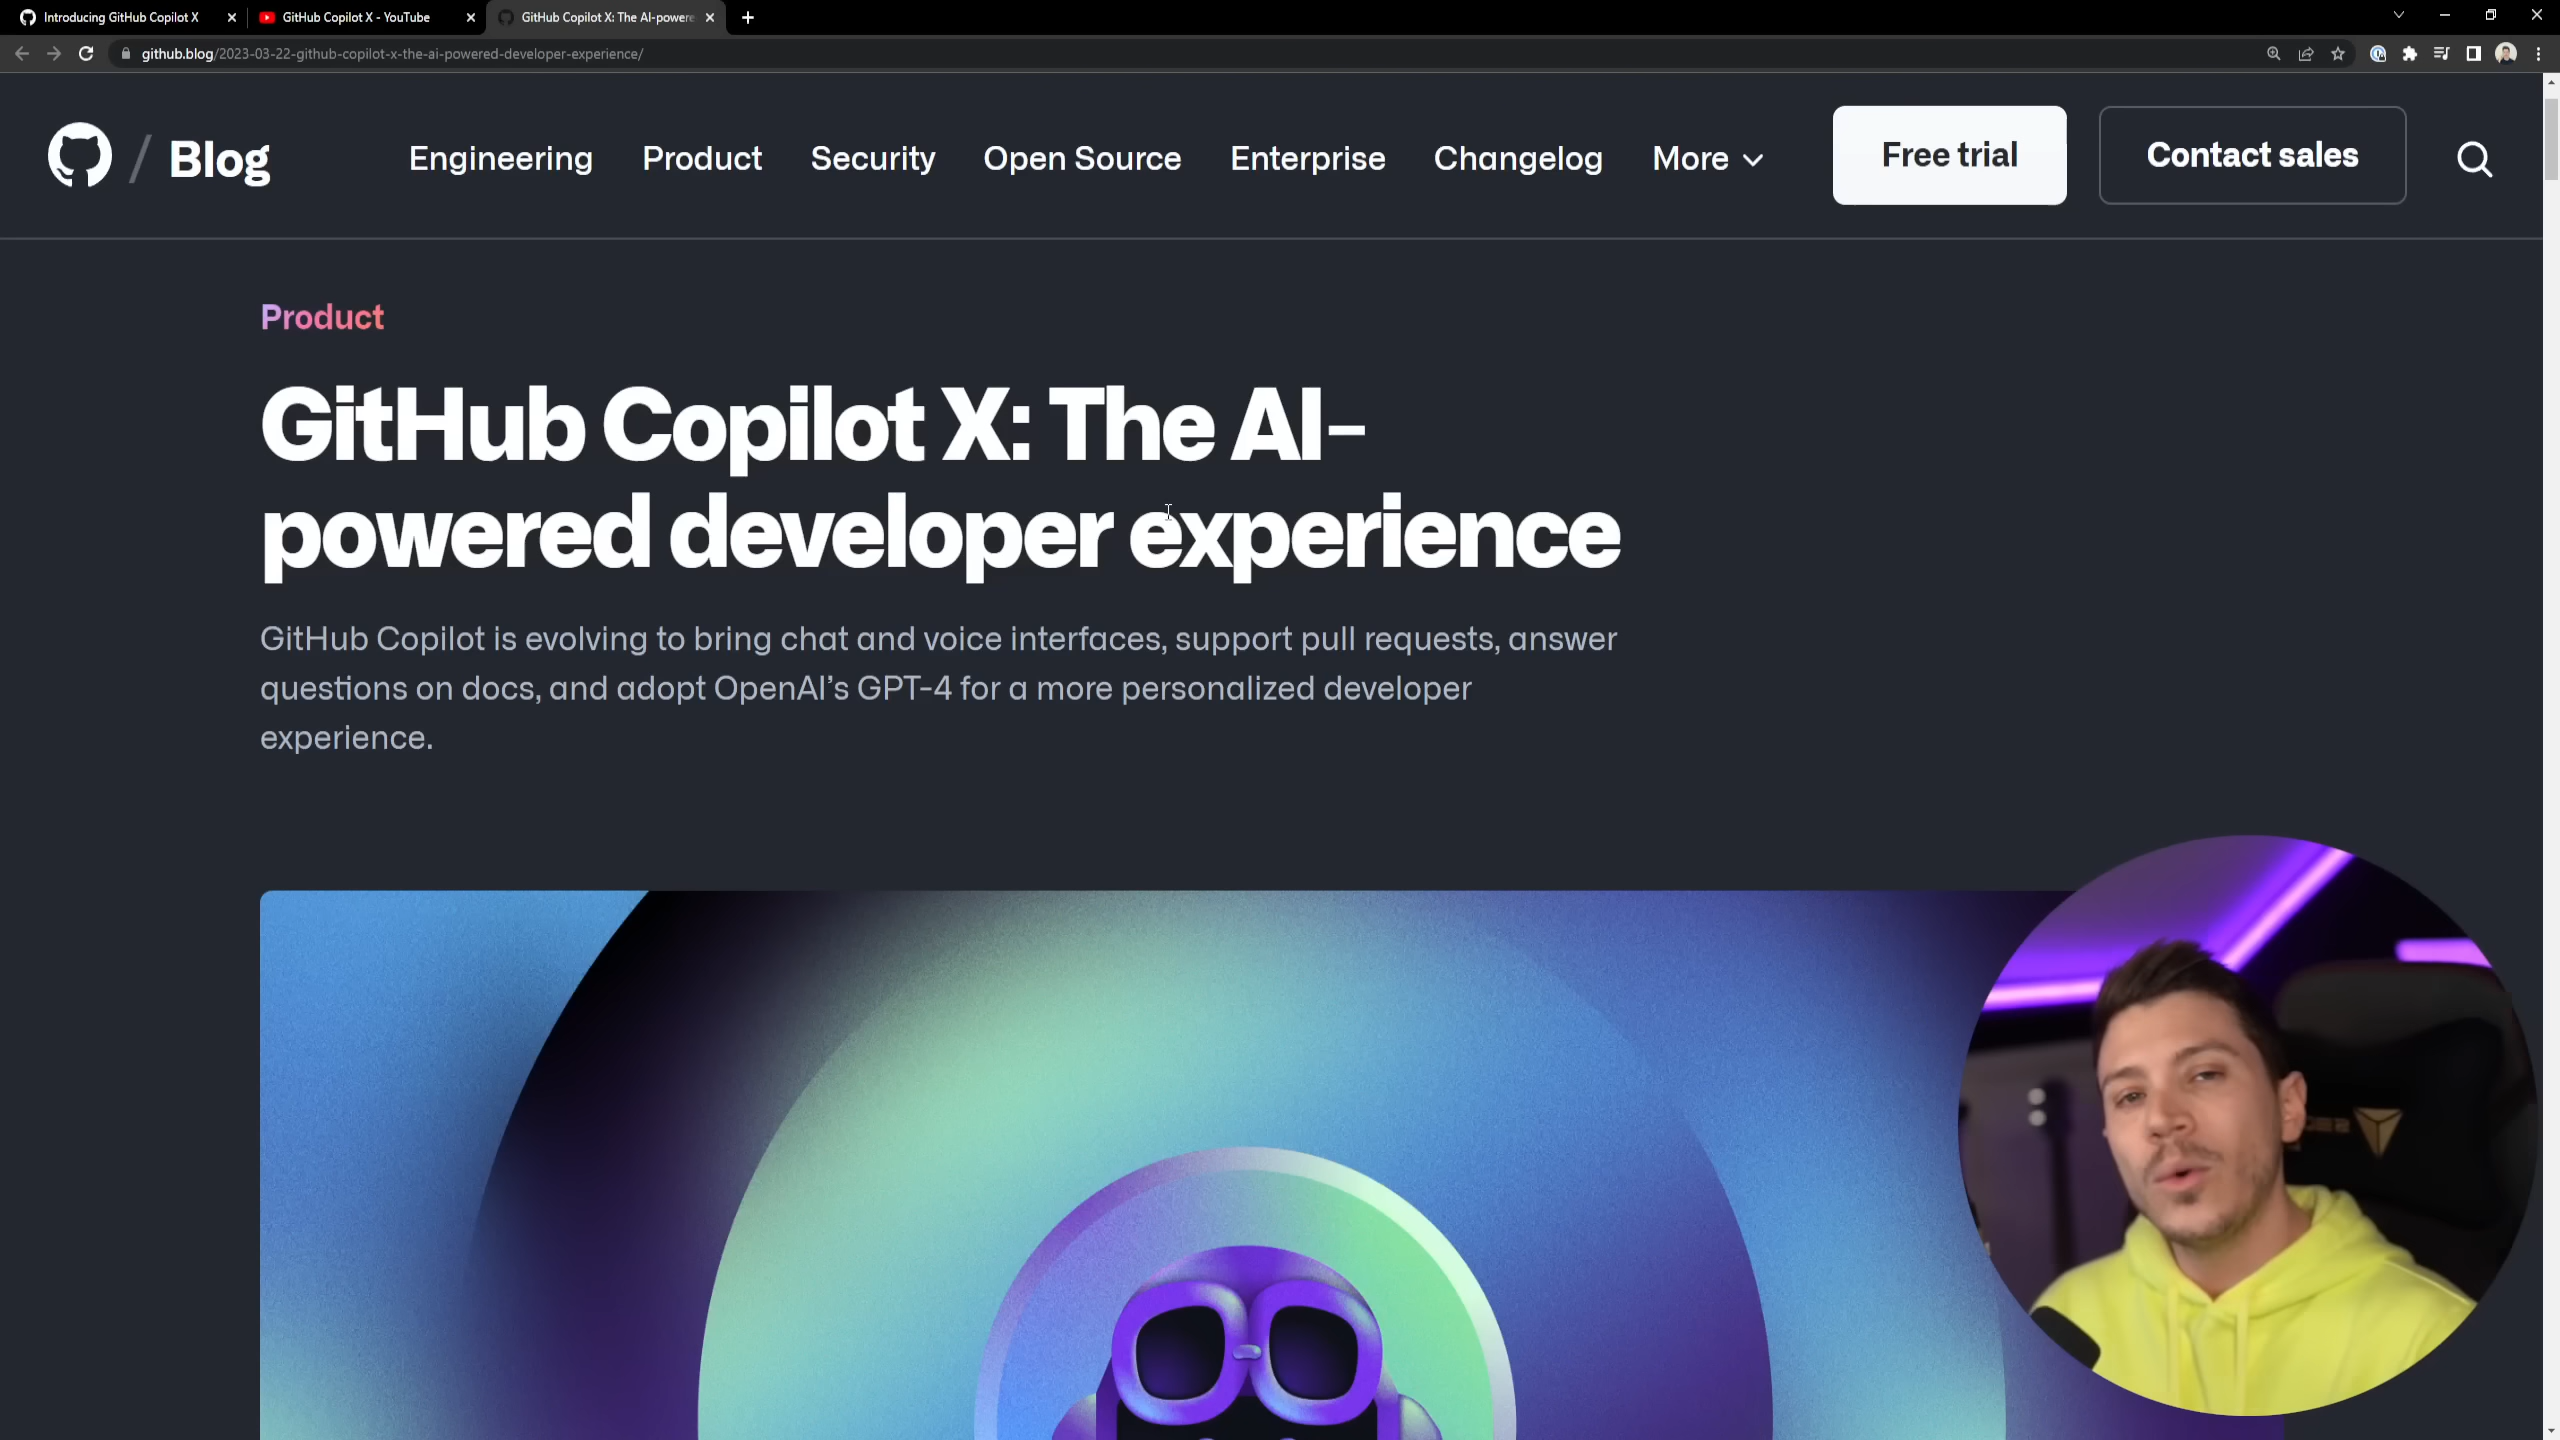 Introducing GitHub Copilot X
GitHub Copilot X - YouTube
GitHub Copilot X: The AI-powere
github.blog/2023-03-22-github-copilot-x-the-ai-powered-developer-experience/
/ Blog
Engineering
Product
Security
Open Source
Enterprise
Changelog
More
Free trial
Contact sales
Product
GitHub Copilot X: The AI-
powered developer experience
GitHub Copilot is evolving to bring chat and voice interfaces, support pull requests, answer
questions on docs, and adopt OpenAI’s GPT-4 for a more personalized developer
experience.